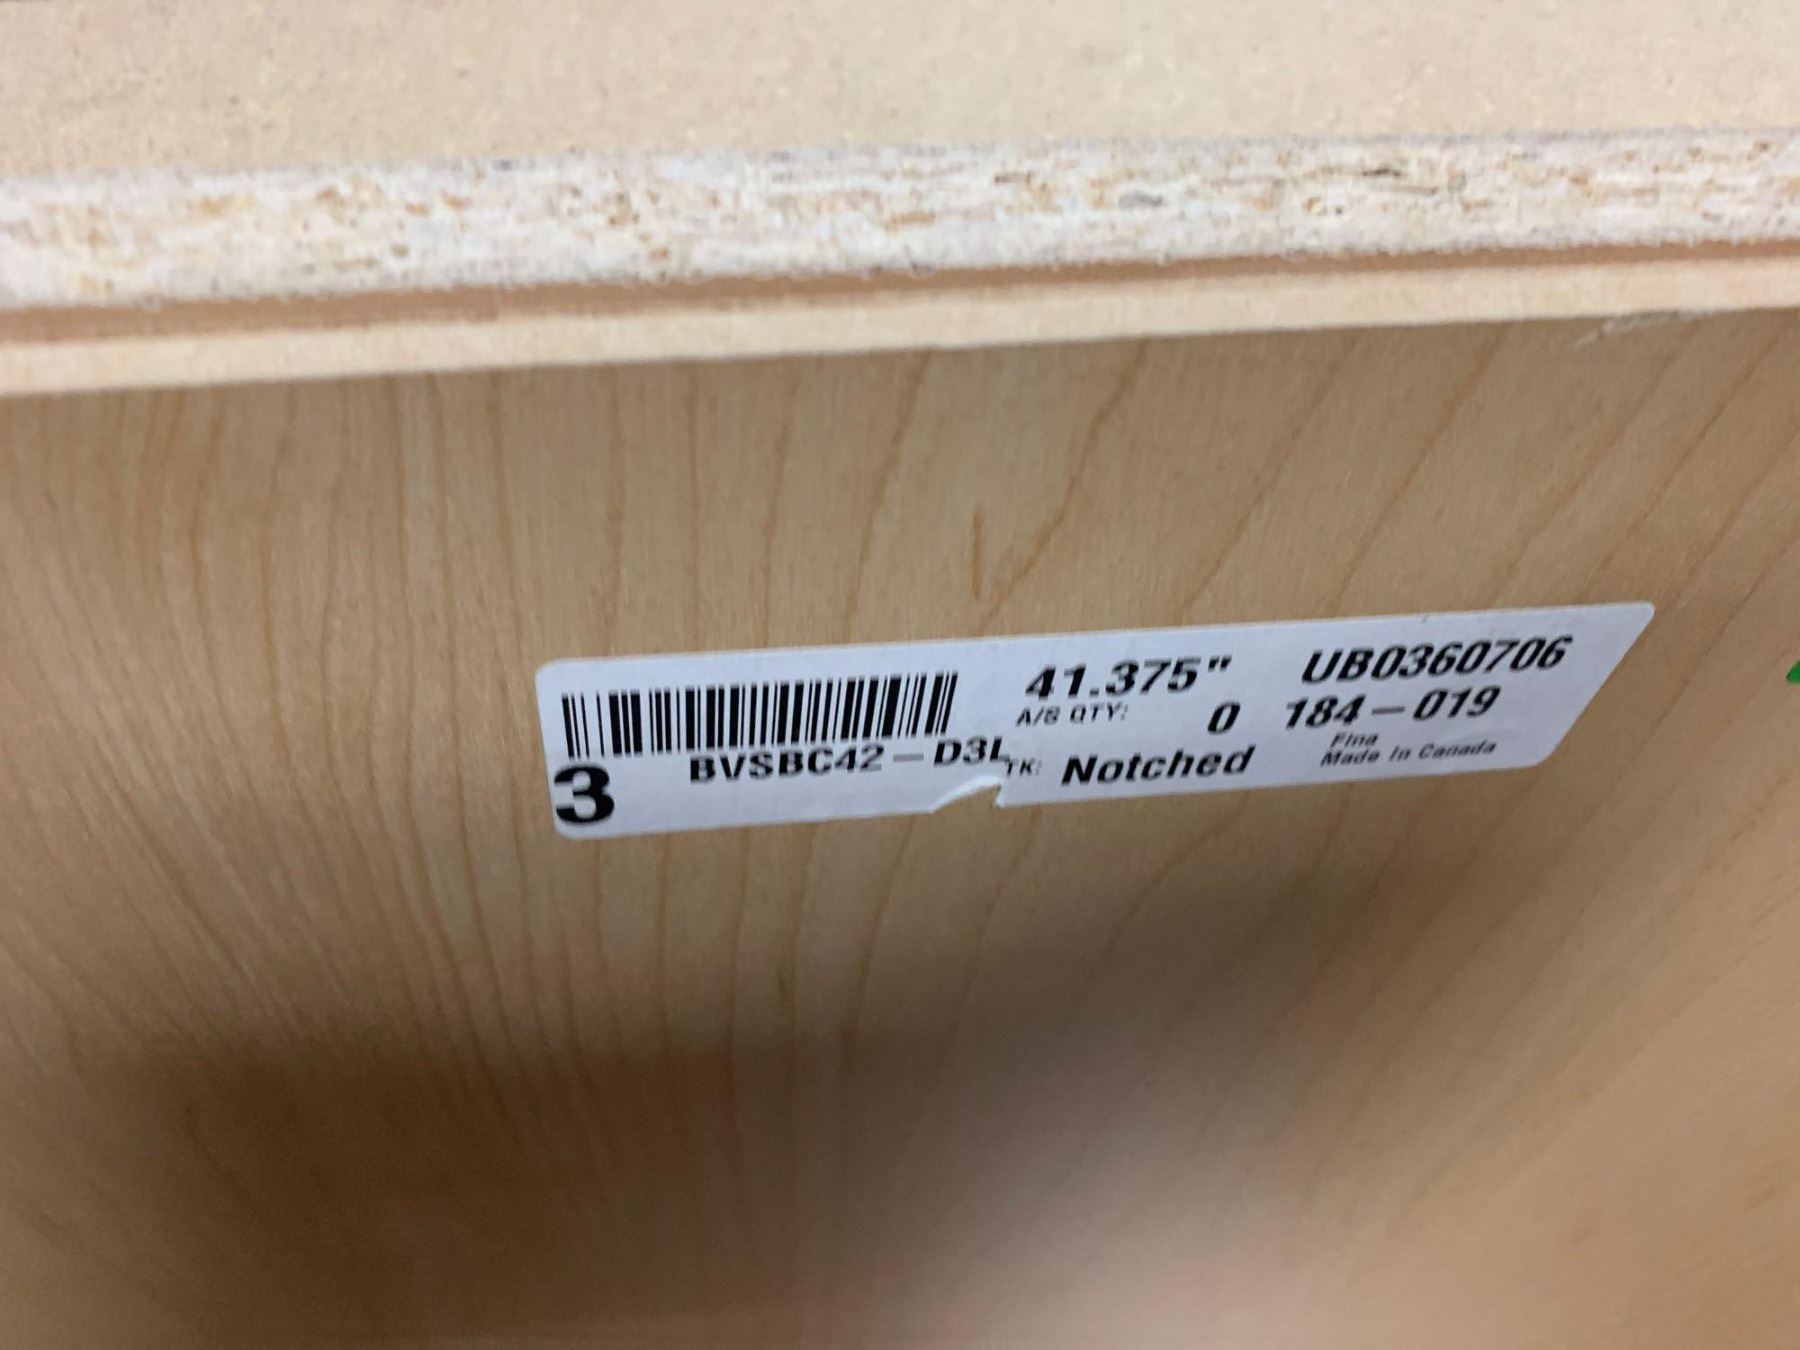 41.375" UB0360706
A/S QTY: 0 184-019
BVSBC42-D3L TK: Notched Fina
3 Made in Canada